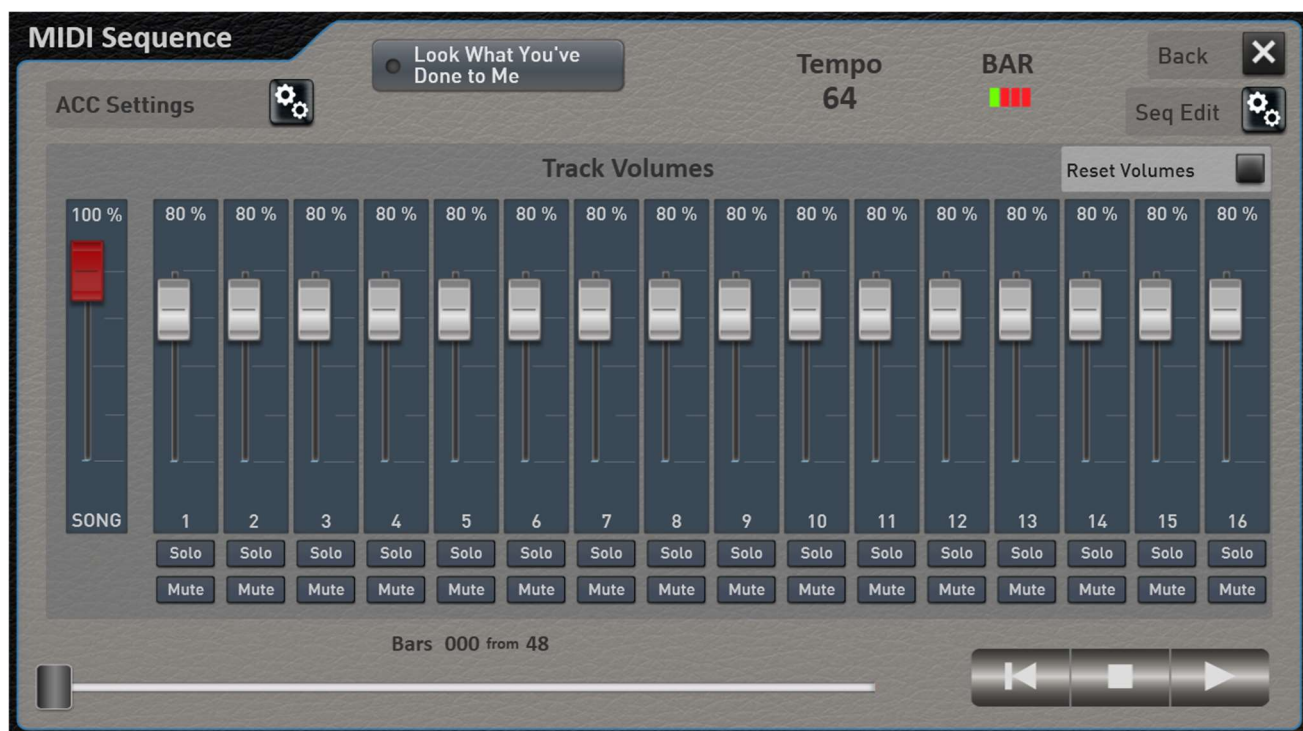 MIDI Sequence
Look What You've
Done to Me
Tempo
64
BAR
Back
ACC Settings
Seq Edit
Track Volumes
Reset Volumes
100 % 80 % 80 % 80 % 80 % 80 % 80 % 80 % 80 % 80 % 80 % 80 % 80 % 80 % 80 % 80 % 80 %
SONG 1 2 3 4 5 6 7 8 9 10 11 12 13 14 15 16
Solo Solo Solo Solo Solo Solo Solo Solo Solo Solo Solo Solo Solo Solo Solo Solo
Mute Mute Mute Mute Mute Mute Mute Mute Mute Mute Mute Mute Mute Mute Mute Mute
Bars 000 from 48